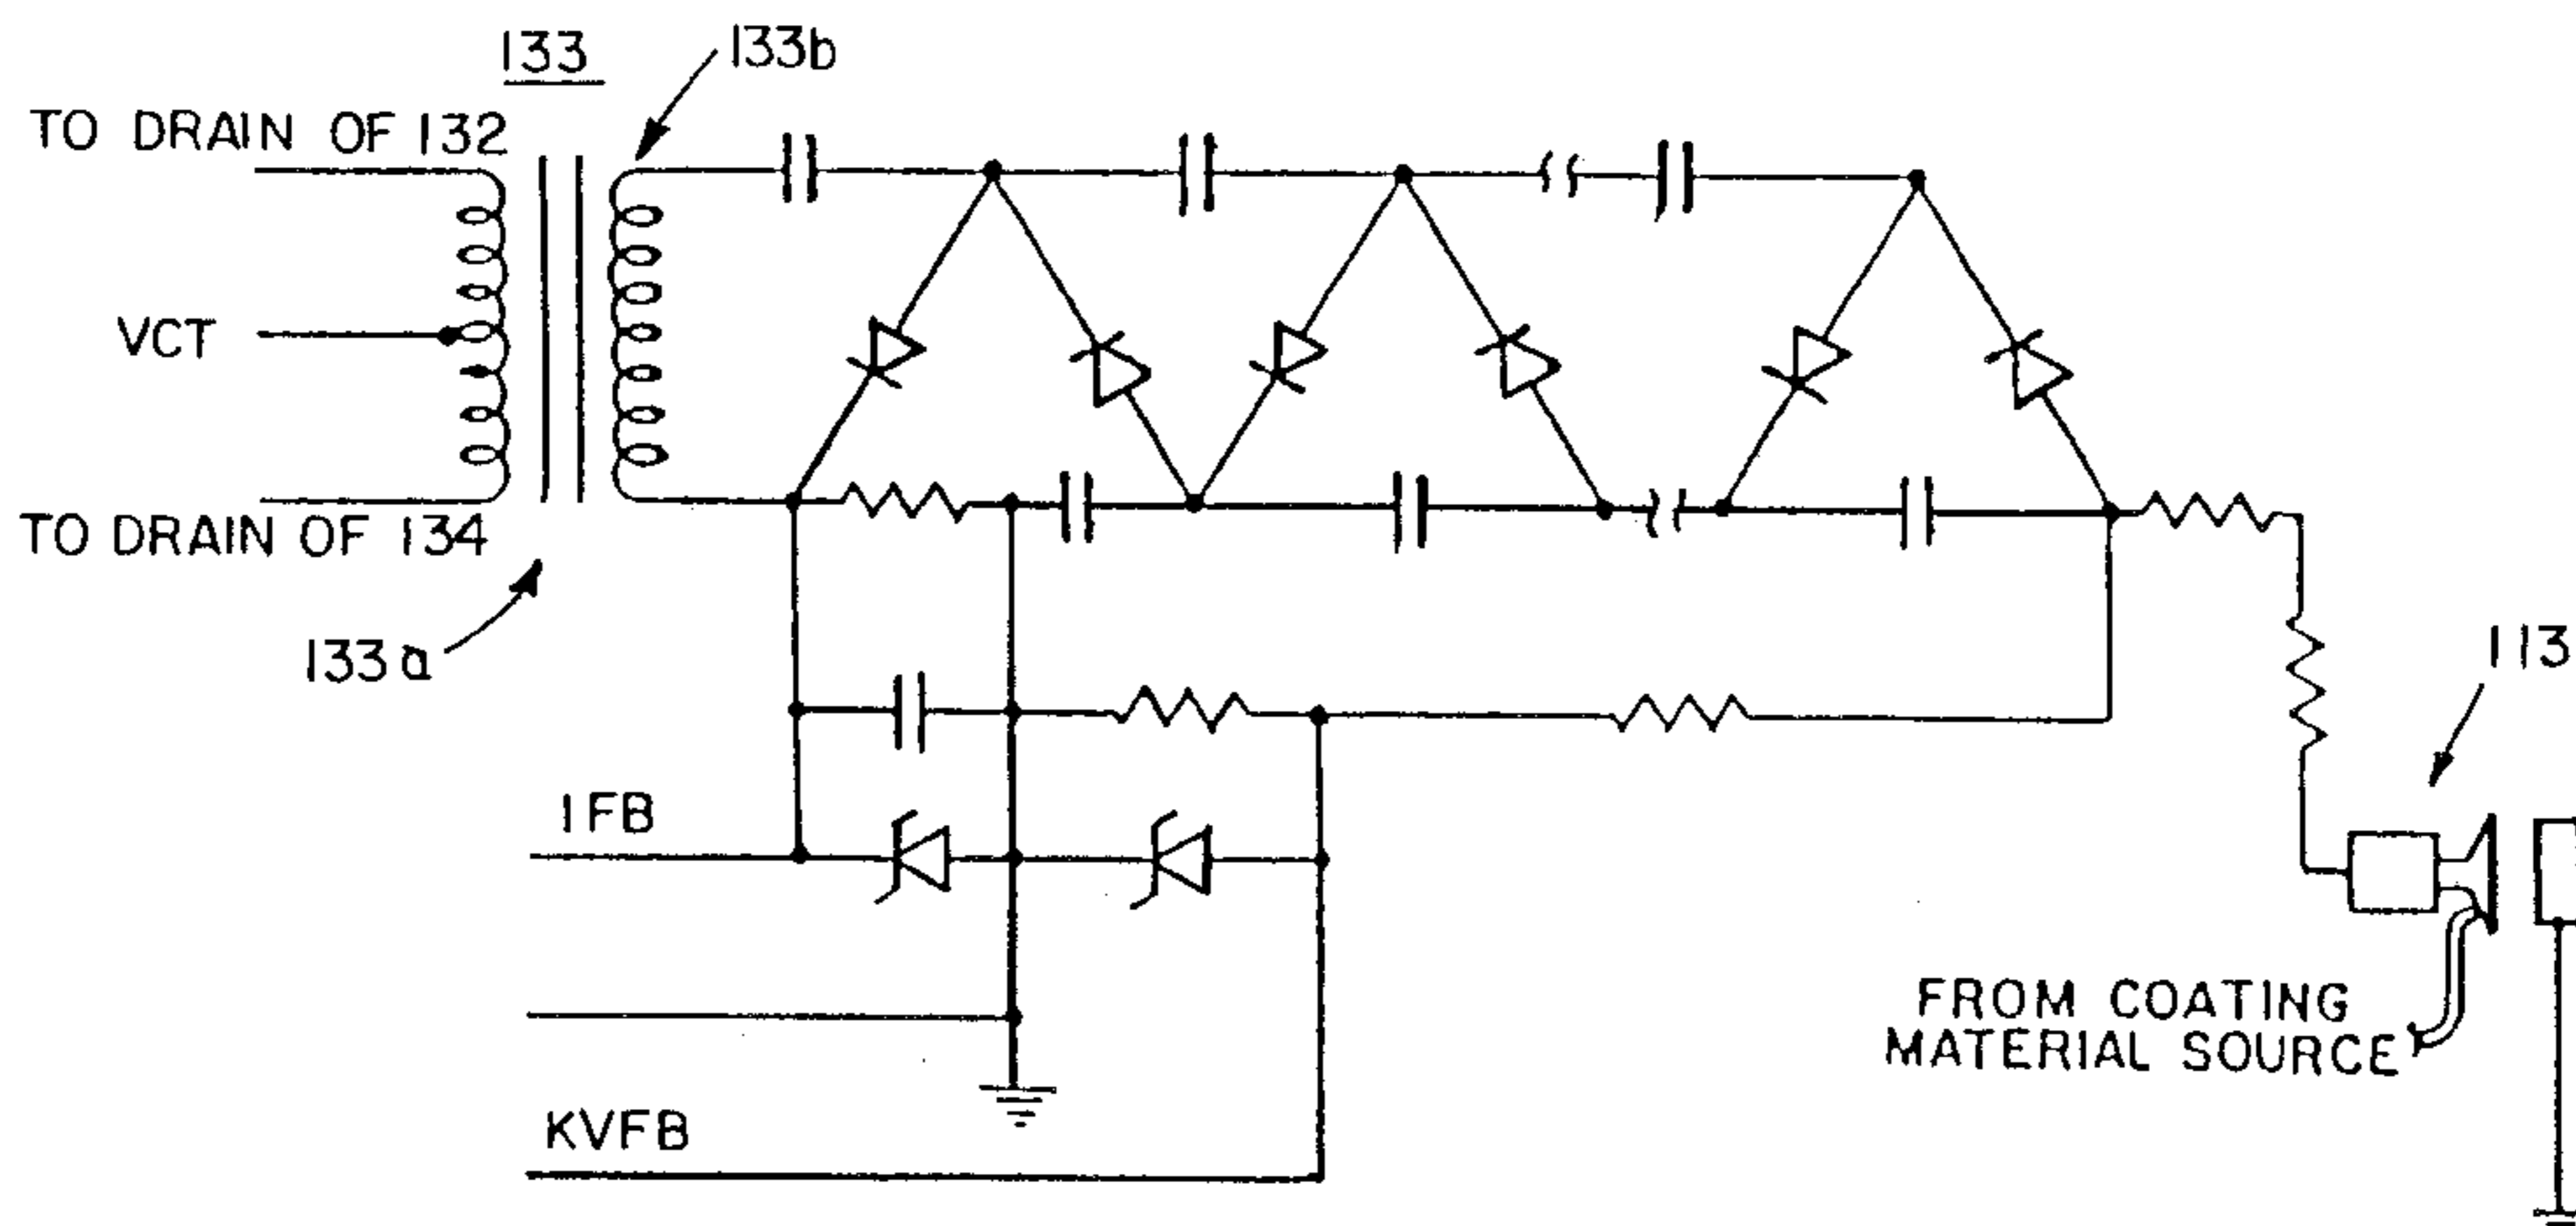 133
133b
TO DRAIN OF 132
VCT
TO DRAIN OF 134
133a
113
IFB
FROM COATING
MATERIAL SOURCE
KVFB